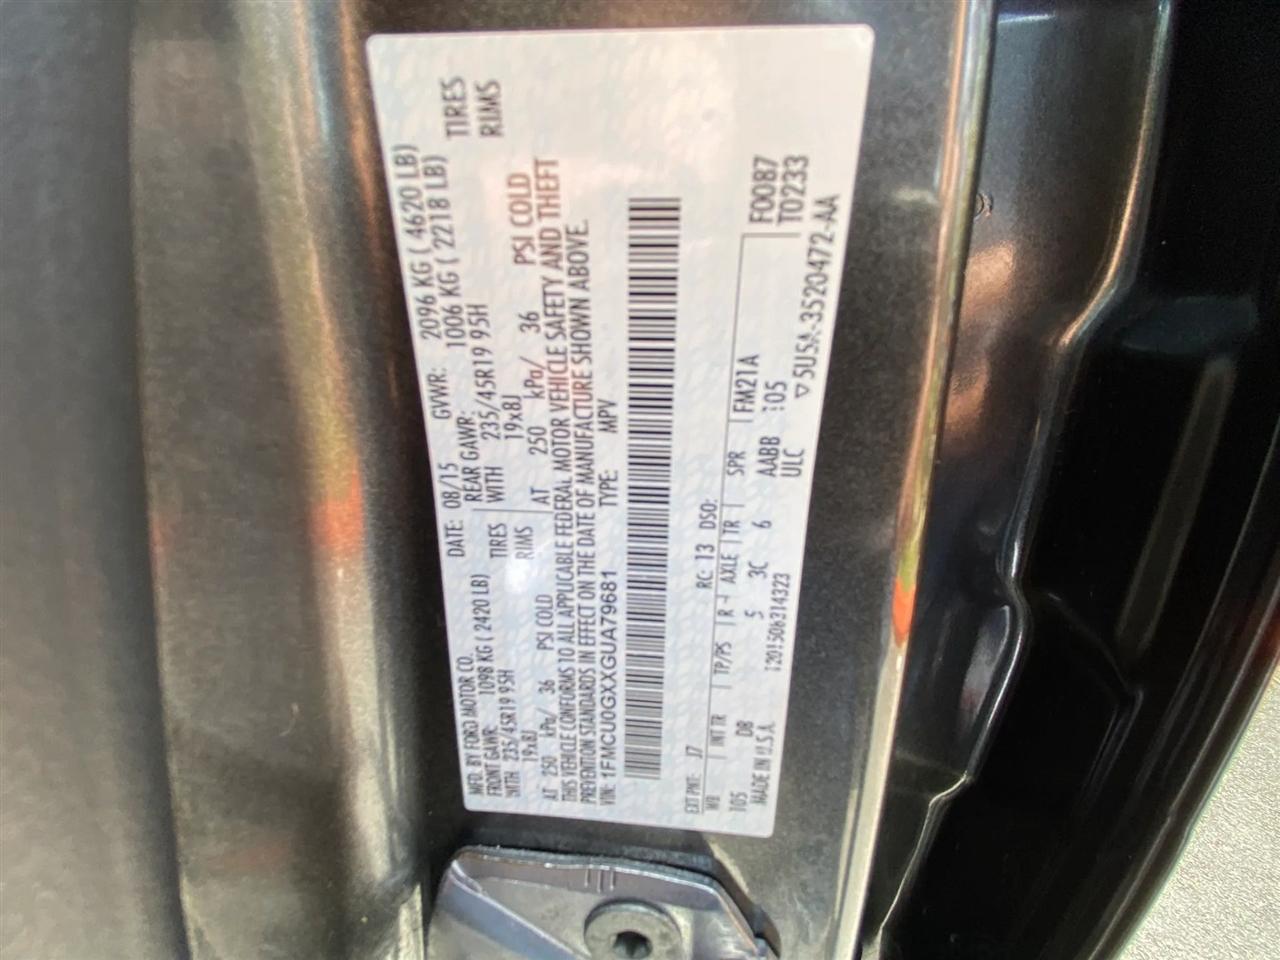 MFD. BY FORD MOTOR CO.
DATE: 08/15 GVWR: 2096 KG ( 4620 LB)
FRONT GAWR: 1098 KG ( 2420 LB) REAR GAWR: 1006 KG ( 2218 LB)
WITH 235/45R19 95H TIRES WITH 235/45R19 95H TIRES
19x8J RIMS 19x8J RIMS
AT 250 kPa/ 36 PSI COLD AT 250 kPa/ 36 PSI COLD
THIS VEHICLE CONFORMS TO ALL APPLICABLE FEDERAL MOTOR VEHICLE SAFETY AND THEFT
PREVENTION STANDARDS IN EFFECT ON THE DATE OF MANUFACTURE SHOWN ABOVE.
VIN: 1FMCU0GXXGUA79681 TYPE: MPV
F0087
T0233
EXT PNT: J7 RC: 13 DSO:
WB INT TR TP/PS R AXLE TR SPR FM21A
105 DB 5 3C 6 AABB 105
MADE IN U.S.A. 120150831 4323 ULC
▽5U5A-3520472-AA